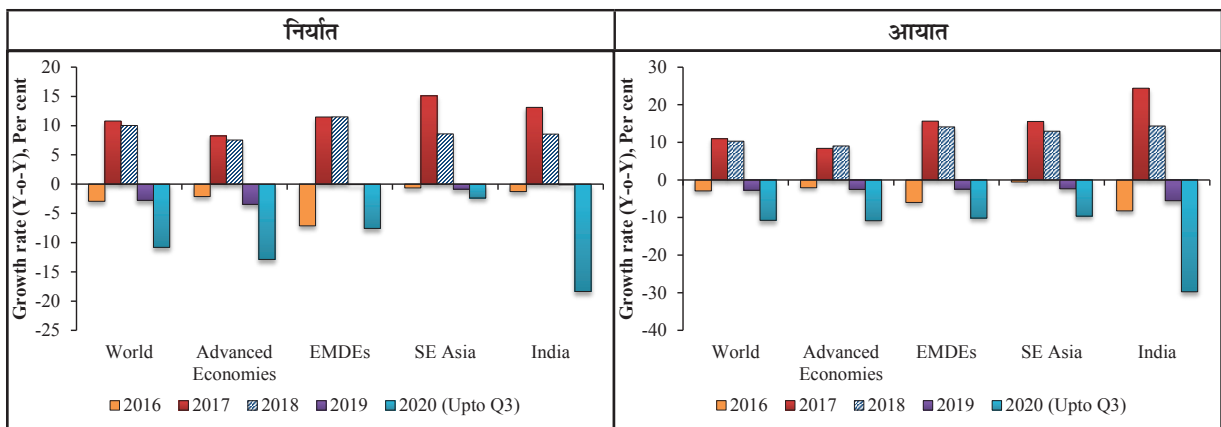 निर्यात
Growth rate (Y-o-Y), Per cent
20
15
10
5
0
-5
-10
-15
-20
-25
World Advanced Economies EMDEs SE Asia India
2016 2017 2018 2019 2020 (Upto Q3)
आयात
Growth rate (Y-o-Y), Per cent
30
20
10
0
-10
-20
-30
-40
World Advanced Economies EMDEs SE Asia India
2016 2017 2018 2019 2020 (Upto Q3)